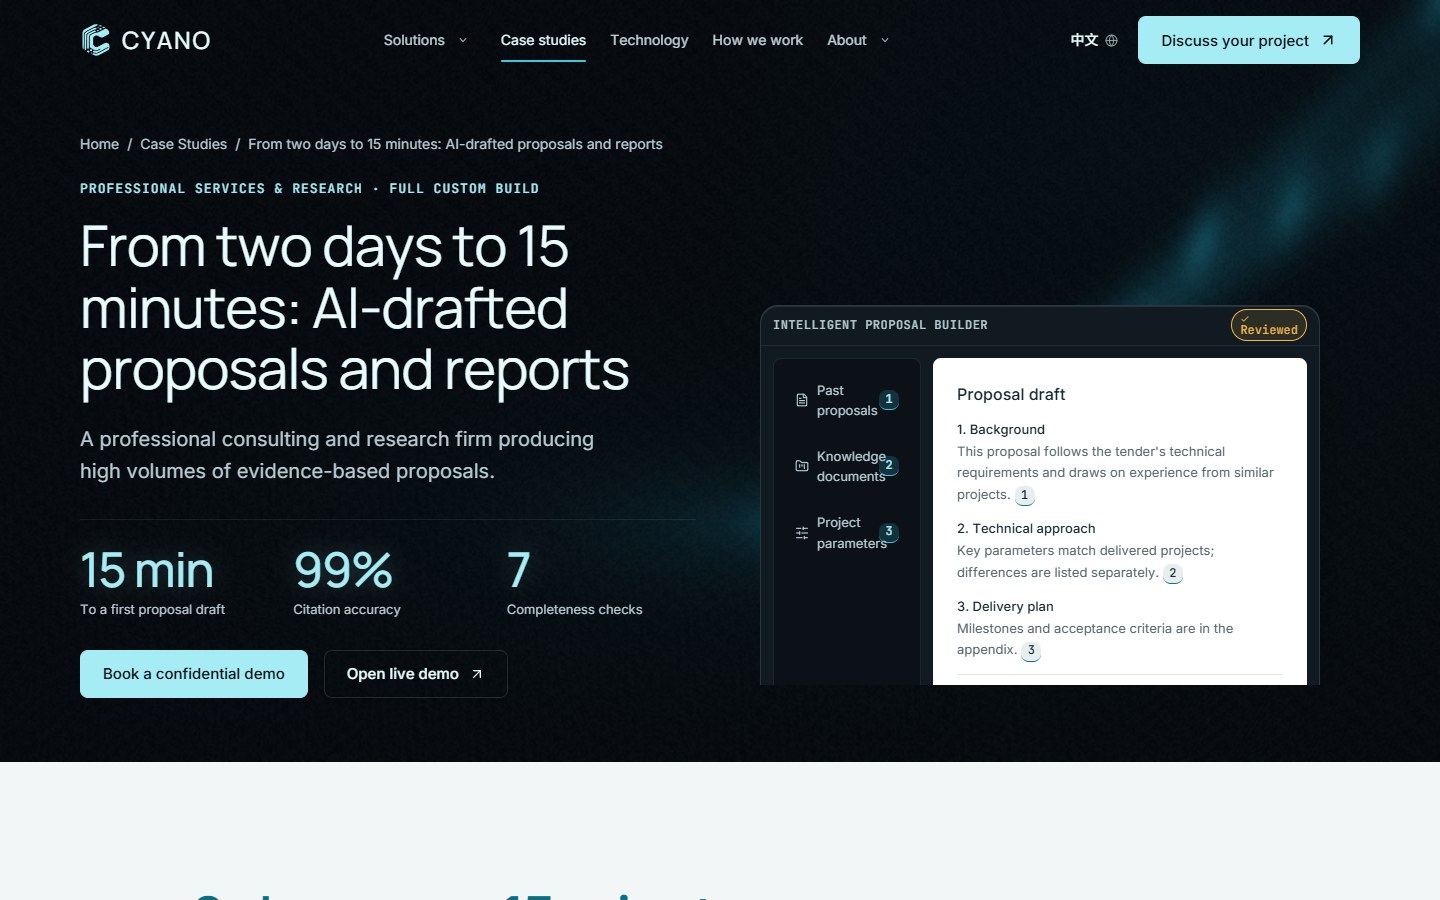 CYANO
Solutions
Case studies
Technology
How we work
About
中文
Discuss your project
Home / Case Studies / From two days to 15 minutes: AI-drafted proposals and reports
PROFESSIONAL SERVICES & RESEARCH · FULL CUSTOM BUILD
From two days to 15
minutes: AI-drafted
proposals and reports
A professional consulting and research firm producing
high volumes of evidence-based proposals.
15 min
To a first proposal draft
99%
Citation accuracy
7
Completeness checks
Book a confidential demo
Open live demo
INTELLIGENT PROPOSAL BUILDER
✓
Reviewed
Past
proposals
1
Knowledge
documents
2
Project
parameters
3
Proposal draft
1. Background
This proposal follows the tender's technical
requirements and draws on experience from similar
projects. 1
2. Technical approach
Key parameters match delivered projects;
differences are listed separately. 2
3. Delivery plan
Milestones and acceptance criteria are in the
appendix. 3